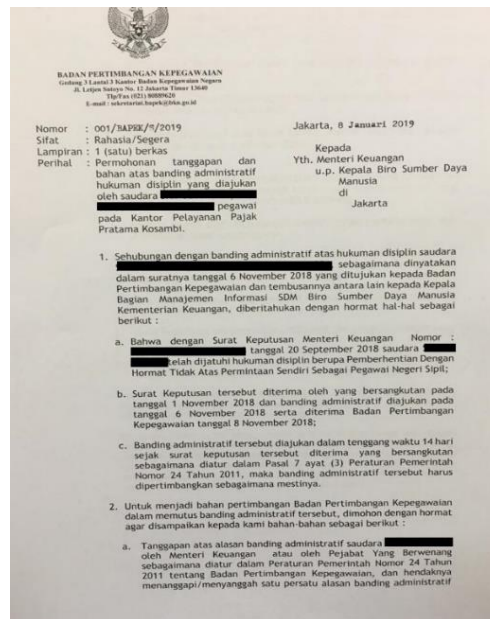 BADAN PERTIMBANGAN KEPEGAWAIAN
Gedung 3 Lantai 3 Kantor Badan Kepegawaian Negara
Jl. Letjen Sutoyo No. 12 Jakarta Timur 13640
Tlp/Fax (021) 80889620
E-mail : sekretariat.bapek@bkn.go.id
Jakarta, 8 Januari 2019
Nomor : 001/BAPEK/S/2019
Sifat : Rahasia/Segera
Lampiran : 1 (satu) berkas
Perihal : Permohonan tanggapan dan
bahan atas banding administratif
hukuman disiplin yang diajukan
oleh saudara
pegawai
pada Kantor Pelayanan Pajak
Pratama Kosambi.
Kepada
Yth. Menteri Keuangan
u.p. Kepala Biro Sumber Daya
Manusia
di
Jakarta
1. Sehubungan dengan banding administratif atas hukuman disiplin saudara
, sebagaimana dinyatakan
dalam suratnya tanggal 6 November 2018 yang ditujukan kepada Badan
Pertimbangan Kepegawaian dan tembusannya antara lain kepada Kepala
Bagian Manajemen Informasi SDM Biro Sumber Daya Manusia
Kementerian Keuangan, diberitahukan dengan hormat hal-hal sebagai
berikut :
a. Bahwa dengan Surat Keputusan Menteri Keuangan Nomor :
tanggal 20 September 2018 saudara
telah dijatuhi hukuman disiplin berupa Pemberhentian Dengan
Hormat Tidak Atas Permintaan Sendiri Sebagai Pegawai Negeri Sipil;
b. Surat Keputusan tersebut diterima oleh yang bersangkutan pada
tanggal 1 November 2018 dan banding administratif diajukan pada
tanggal 6 November 2018 serta diterima Badan Pertimbangan
Kepegawaian tanggal 8 November 2018;
c. Banding administratif tersebut diajukan dalam tenggang waktu 14 hari
sejak surat keputusan tersebut diterima yang bersangkutan
sebagaimana diatur dalam Pasal 7 ayat (3) Peraturan Pemerintah
Nomor 24 Tahun 2011, maka banding administratif tersebut harus
dipertimbangkan sebagaimana mestinya.
2. Untuk menjadi bahan pertimbangan Badan Pertimbangan Kepegawaian
dalam memutus banding administratif tersebut, dimohon dengan hormat
agar disampaikan kepada kami bahan-bahan sebagai berikut :
a. Tanggapan atas alasan banding administratif saudara
oleh Menteri Keuangan atau oleh Pejabat Yang Berwenang
sebagaimana diatur dalam Peraturan Pemerintah Nomor 24 Tahun
2011 tentang Badan Pertimbangan Kepegawaian, dan hendaknya
menanggapi/menyanggah satu persatu alasan banding administratif